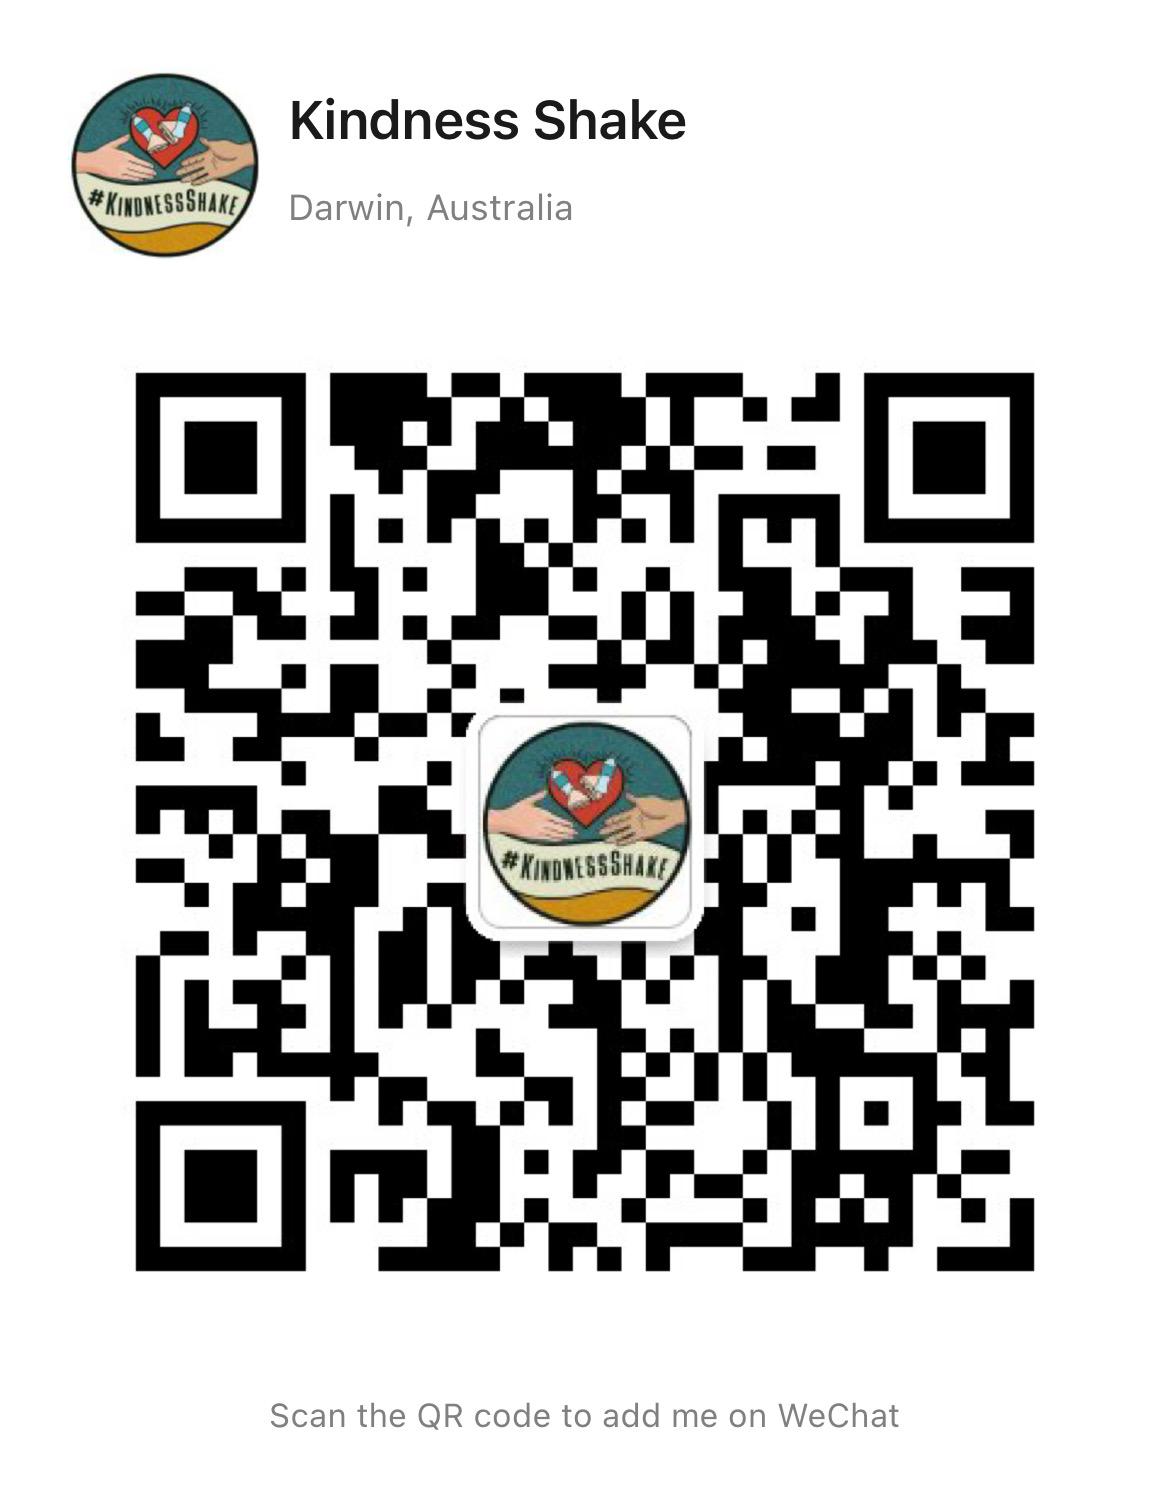 Kindness Shake
Darwin, Australia
#KINDNESSSHAKE
#KINDNESSSHAKE
Scan the QR code to add me on WeChat